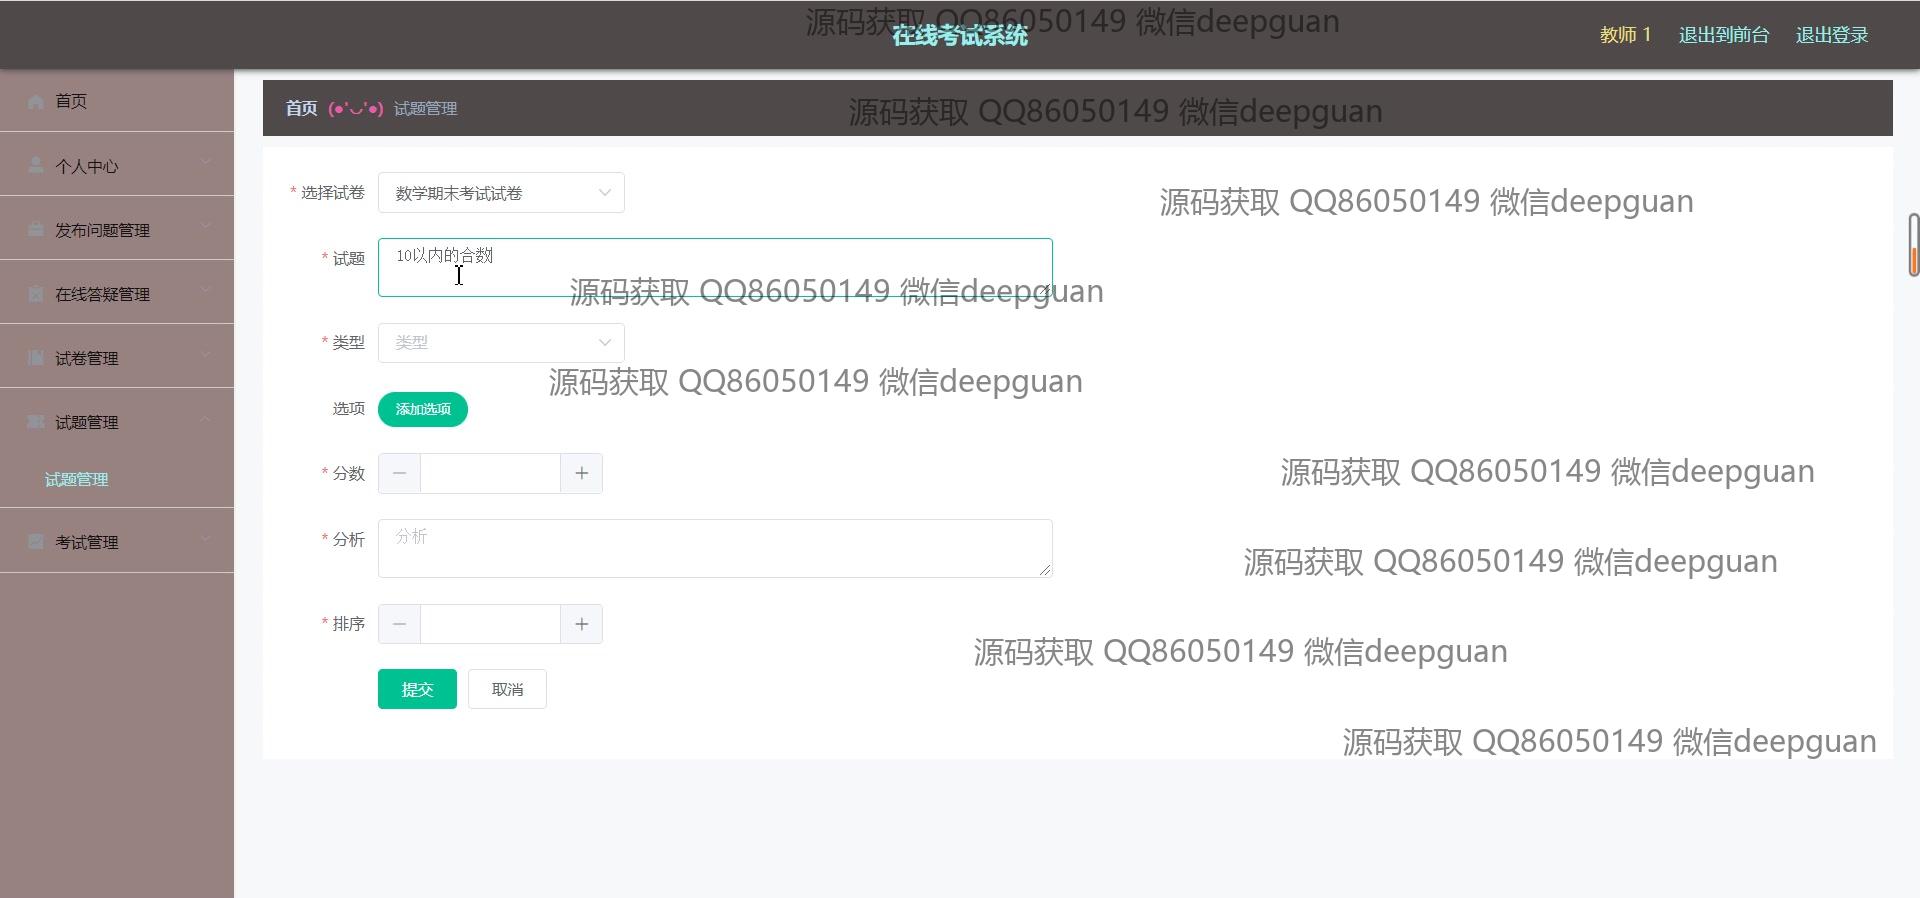 源码获取 QQ86050149 微信deepguan
在线考试系统
教师 1 退出到前台 退出登录
首页
个人中心
发布问题管理
在线答疑管理
试卷管理
试题管理
试题管理
考试管理
首页 (●'◡'●) 试题管理
源码获取 QQ86050149 微信deepguan
* 选择试卷 数学期末考试试卷
源码获取 QQ86050149 微信deepguan
* 试题 10以内的合数
源码获取 QQ86050149 微信deepguan
* 类型 类型
源码获取 QQ86050149 微信deepguan
选项 添加选项
* 分数 − +
源码获取 QQ86050149 微信deepguan
* 分析 分析
源码获取 QQ86050149 微信deepguan
* 排序 − +
源码获取 QQ86050149 微信deepguan
提交 取消
源码获取 QQ86050149 微信deepguan